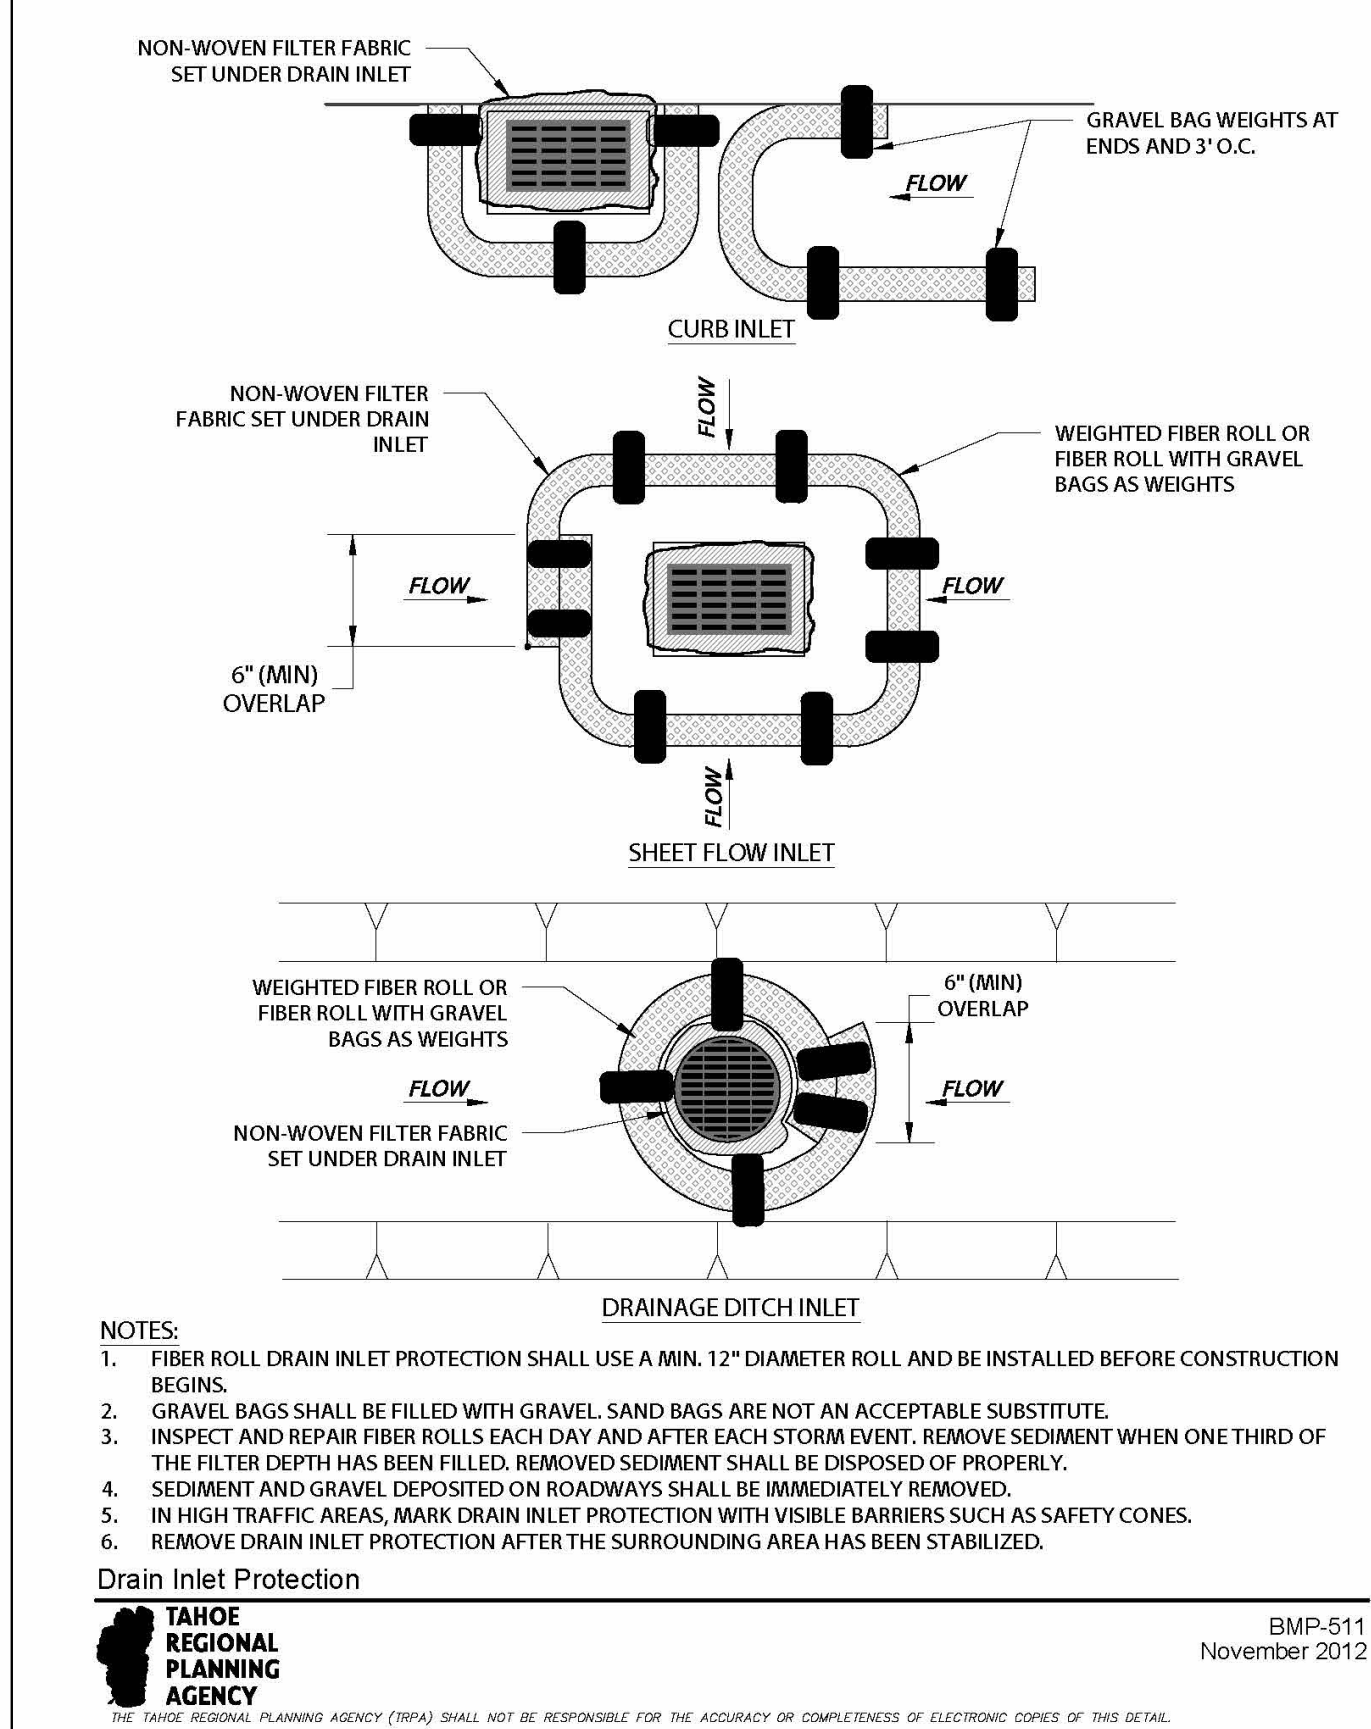 NON-WOVEN FILTER FABRIC
SET UNDER DRAIN INLET
GRAVEL BAG WEIGHTS AT
ENDS AND 3' O.C.
FLOW
CURB INLET
NON-WOVEN FILTER
FABRIC SET UNDER DRAIN
INLET
FLOW
WEIGHTED FIBER ROLL OR
FIBER ROLL WITH GRAVEL
BAGS AS WEIGHTS
FLOW
FLOW
6" (MIN)
OVERLAP
FLOW
SHEET FLOW INLET
WEIGHTED FIBER ROLL OR
FIBER ROLL WITH GRAVEL
BAGS AS WEIGHTS
6" (MIN)
OVERLAP
FLOW
FLOW
NON-WOVEN FILTER FABRIC
SET UNDER DRAIN INLET
DRAINAGE DITCH INLET
NOTES:
1. FIBER ROLL DRAIN INLET PROTECTION SHALL USE A MIN. 12" DIAMETER ROLL AND BE INSTALLED BEFORE CONSTRUCTION
BEGINS.
2. GRAVEL BAGS SHALL BE FILLED WITH GRAVEL. SAND BAGS ARE NOT AN ACCEPTABLE SUBSTITUTE.
3. INSPECT AND REPAIR FIBER ROLLS EACH DAY AND AFTER EACH STORM EVENT. REMOVE SEDIMENT WHEN ONE THIRD OF
THE FILTER DEPTH HAS BEEN FILLED. REMOVED SEDIMENT SHALL BE DISPOSED OF PROPERLY.
4. SEDIMENT AND GRAVEL DEPOSITED ON ROADWAYS SHALL BE IMMEDIATELY REMOVED.
5. IN HIGH TRAFFIC AREAS, MARK DRAIN INLET PROTECTION WITH VISIBLE BARRIERS SUCH AS SAFETY CONES.
6. REMOVE DRAIN INLET PROTECTION AFTER THE SURROUNDING AREA HAS BEEN STABILIZED.
Drain Inlet Protection
TAHOE
REGIONAL
PLANNING
AGENCY
BMP-511
November 2012
THE TAHOE REGIONAL PLANNING AGENCY (TRPA) SHALL NOT BE RESPONSIBLE FOR THE ACCURACY OR COMPLETENESS OF ELECTRONIC COPIES OF THIS DETAIL.